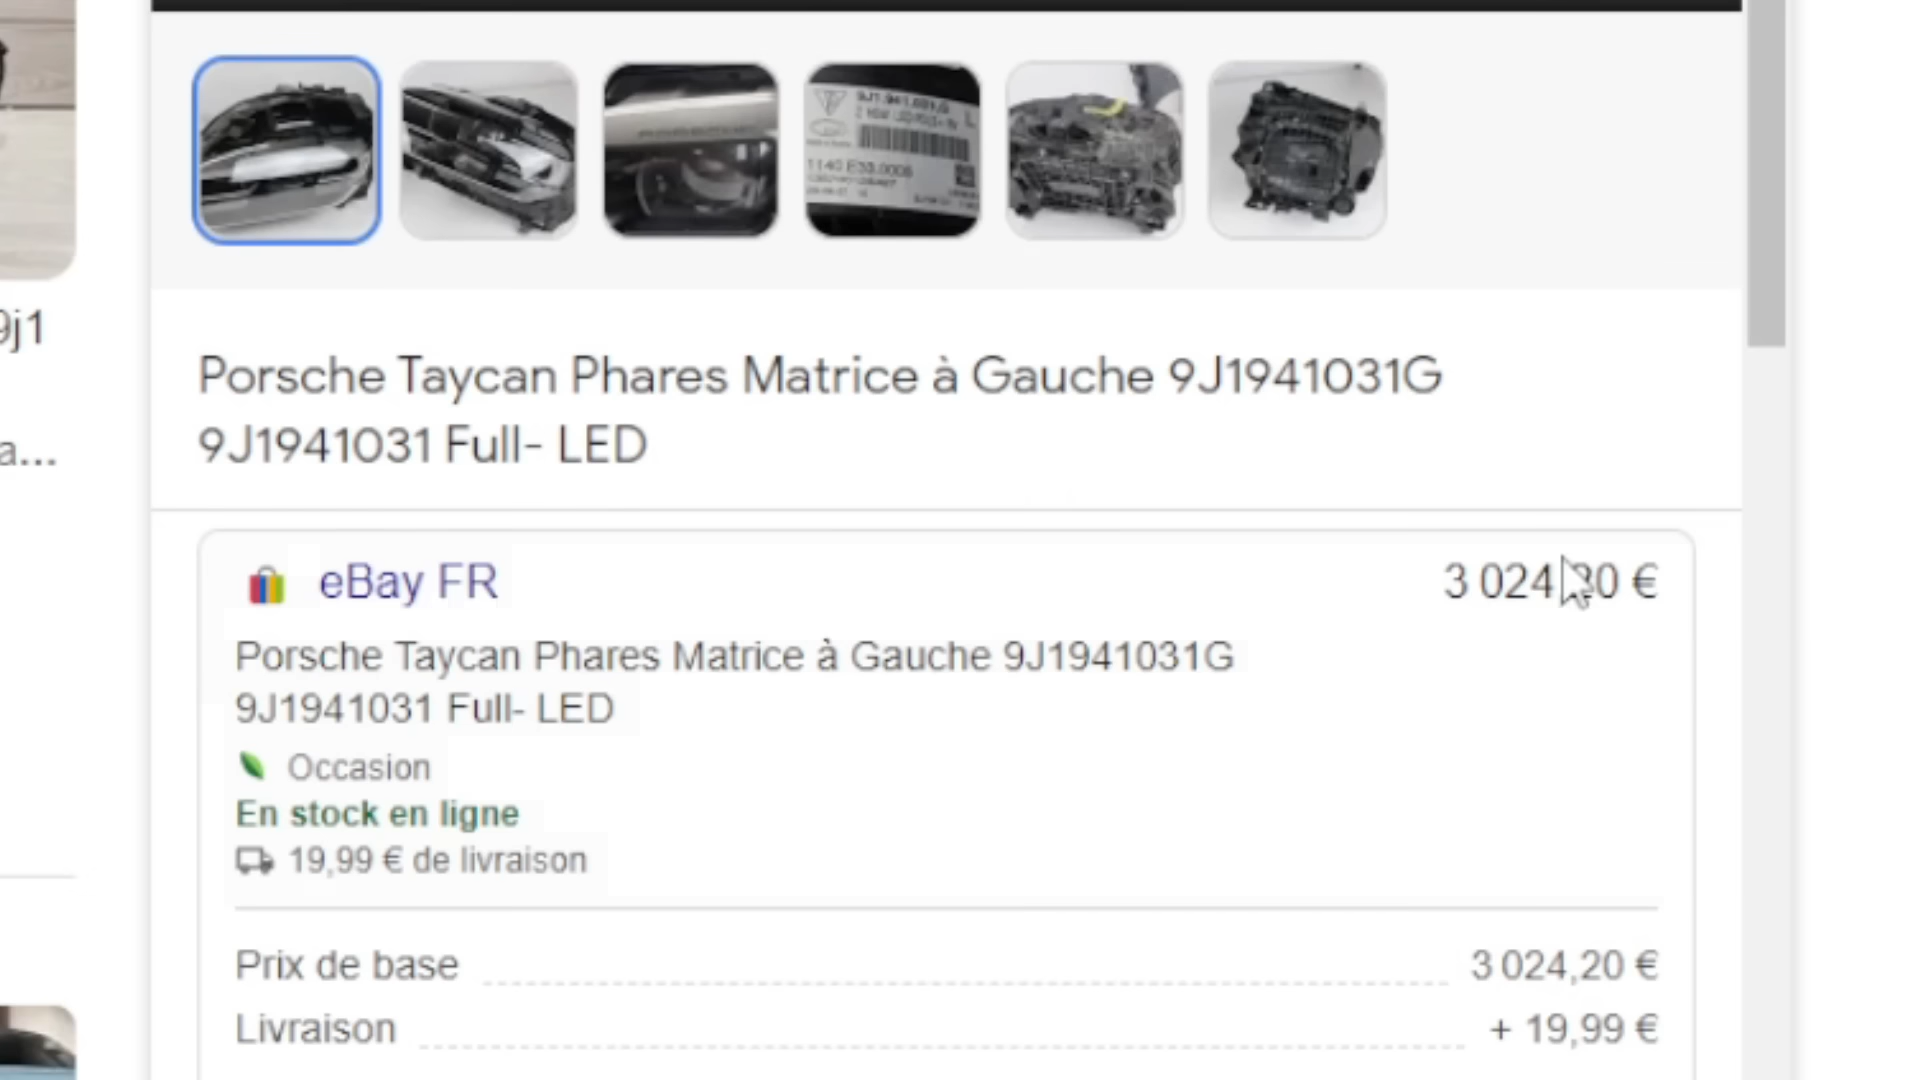 9j1
a...
Porsche Taycan Phares Matrice à Gauche 9J1941031G
9J1941031 Full- LED
eBay FR
3 024,20 €
Porsche Taycan Phares Matrice à Gauche 9J1941031G
9J1941031 Full- LED
Occasion
En stock en ligne
19,99 € de livraison
Prix de base
3 024,20 €
Livraison
+ 19,99 €